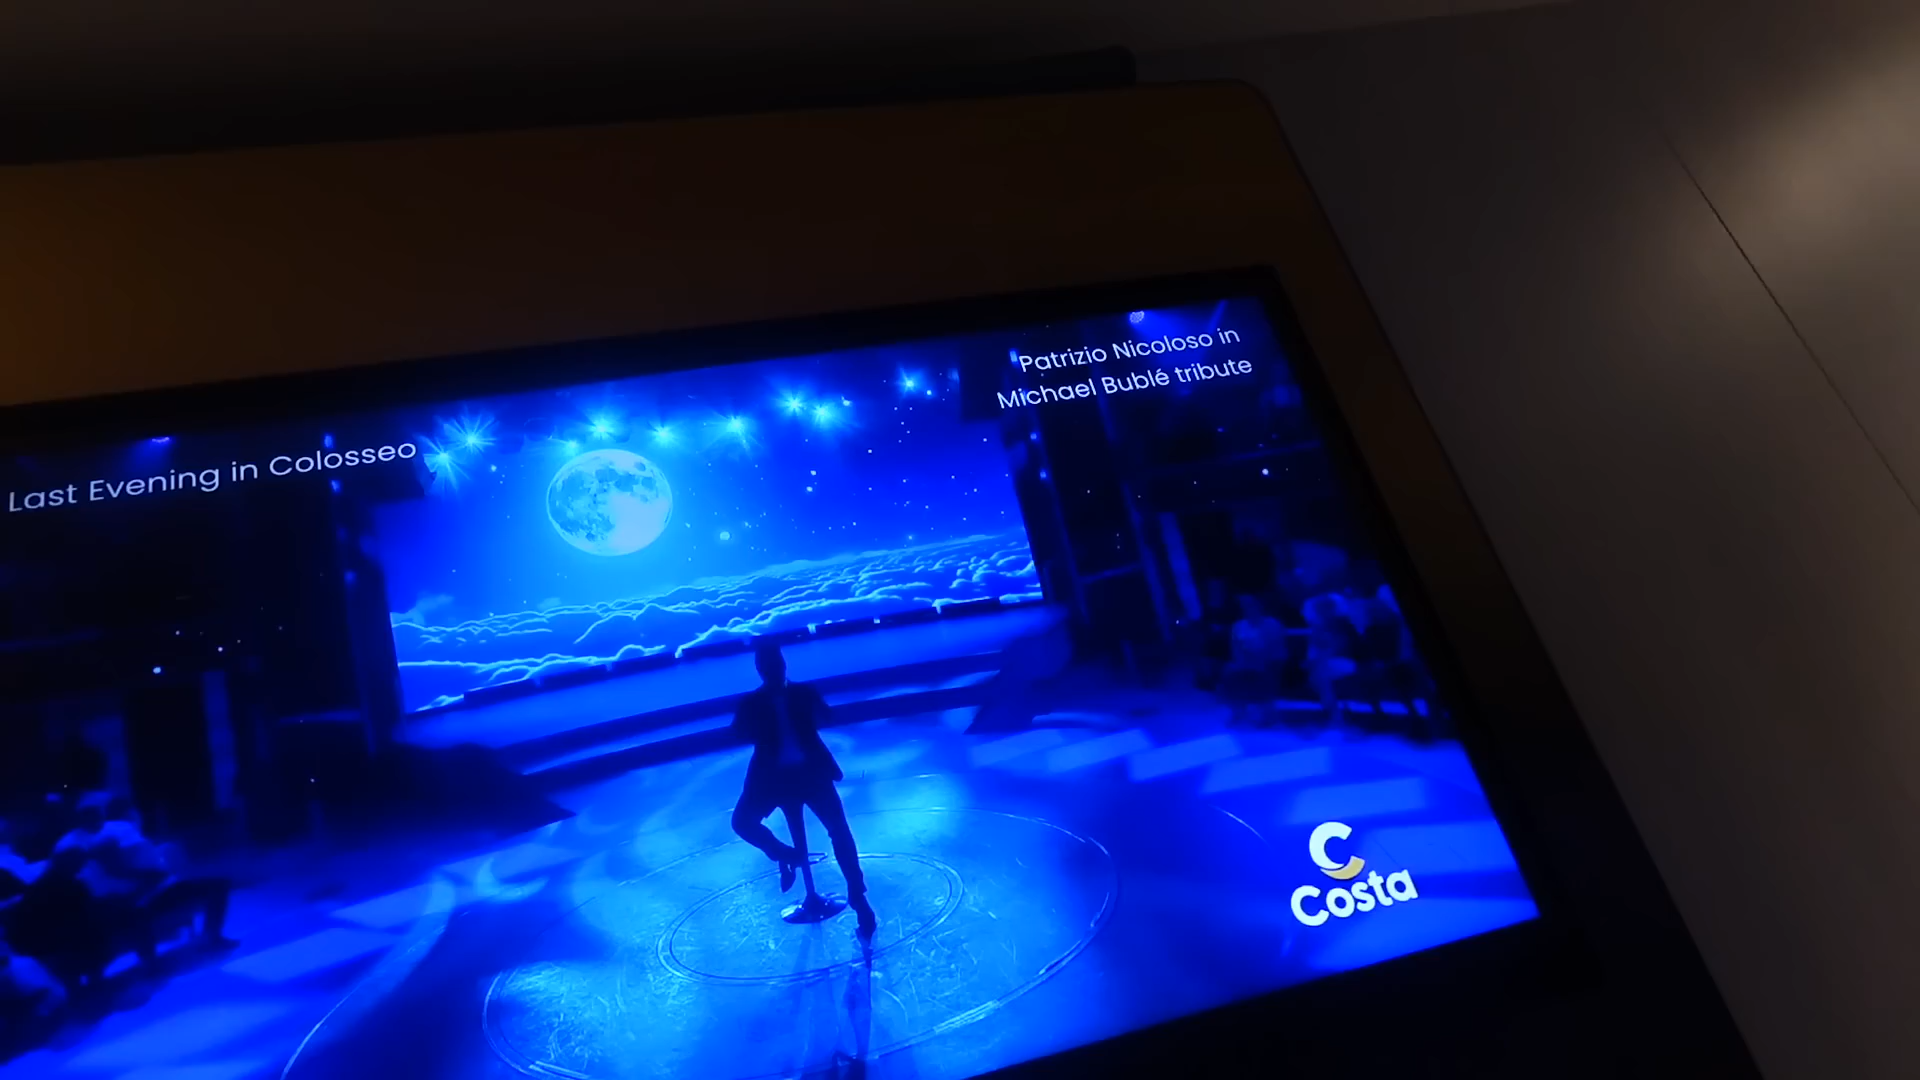 Last Evening in Colosseo
Patrizio Nicoloso in
Michael Bublé tribute
Costa